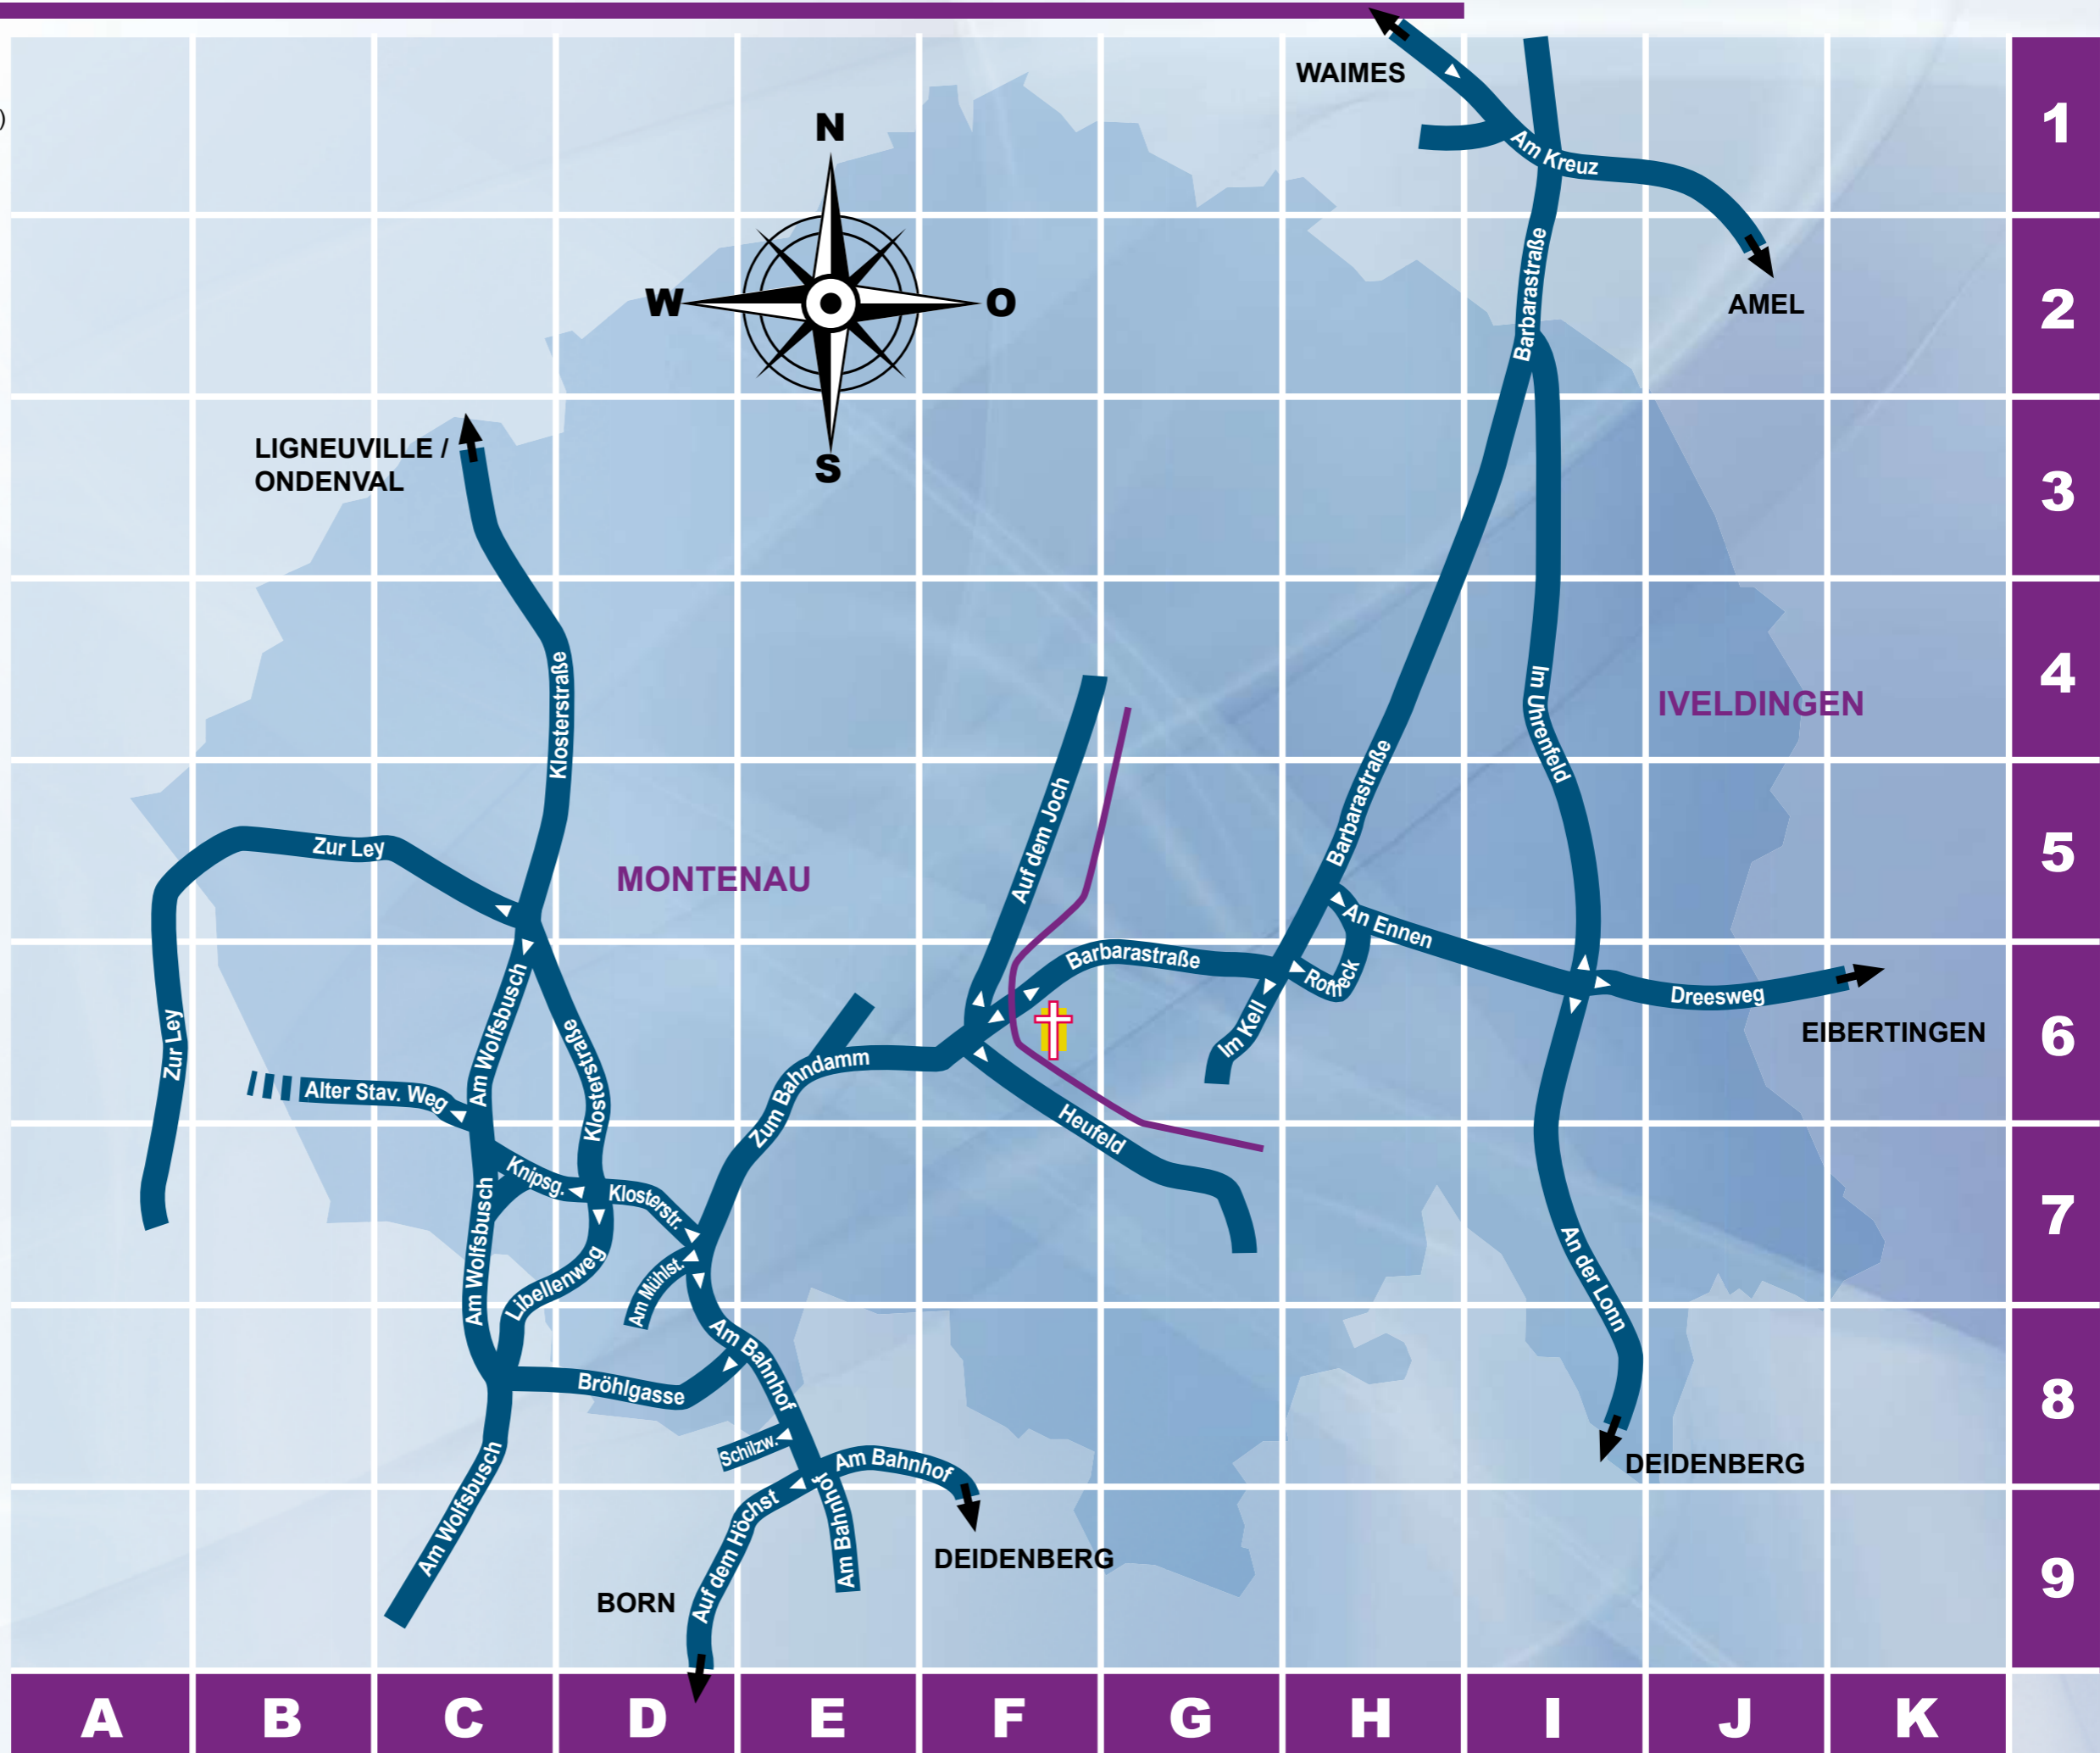 )
WAIMES
1
N
Am Kreuz
W
O
Barbarastraße
AMEL
2
S
LIGNEUVILLE /
ONDENVAL
3
Klosterstraße
Im Uhrenfeld
IVELDINGEN
4
Zur Ley
MONTENAU
Auf dem Joch
Barbarastraße
An Ennen
5
Zur Ley
Am Wolfsbusch
Klosterstraße
Alter Stav. Weg
Zum Bahndamm
Barbarastraße
Im Kell
Rotheck
Dreesweg
EIBERTINGEN
6
Heufeld
Knipsg.
Klosterstr.
Am Wolfsbusch
Libellenweg
Am Mühlst.
An der Lonn
7
Am Bahnhof
Bröhlgasse
Schilzw.
Am Bahnhof
DEIDENBERG
8
Am Wolfsbusch
Auf dem Höchst
Am Bahnhof
DEIDENBERG
BORN
9
A B C D E F G H I J K